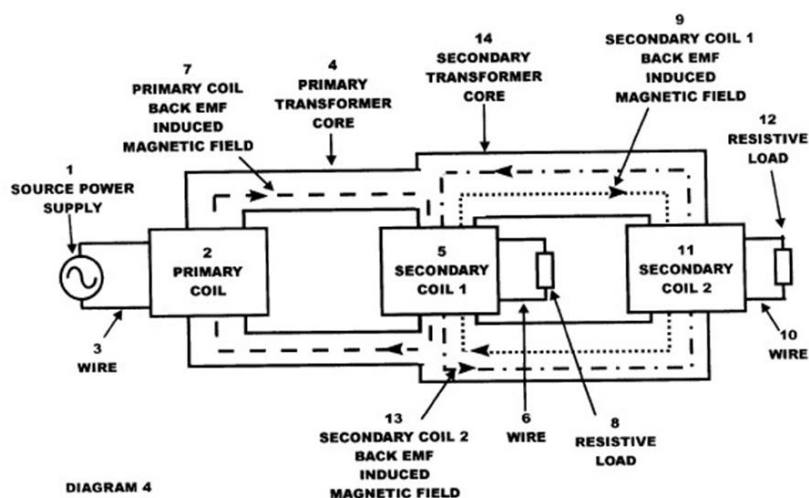 7
PRIMARY COIL
BACK EMF
INDUCED
MAGNETIC FIELD
4
PRIMARY
TRANSFORMER
CORE
14
SECONDARY
TRANSFORMER
CORE
9
SECONDARY COIL 1
BACK EMF
INDUCED
MAGNETIC FIELD
12
RESISTIVE
LOAD
1
SOURCE POWER
SUPPLY
2
PRIMARY
COIL
5
SECONDARY
COIL 1
11
SECONDARY
COIL 2
3
WIRE
10
WIRE
13
SECONDARY COIL 2
BACK EMF
INDUCED
MAGNETIC FIELD
6
WIRE
8
RESISTIVE
LOAD
DIAGRAM 4